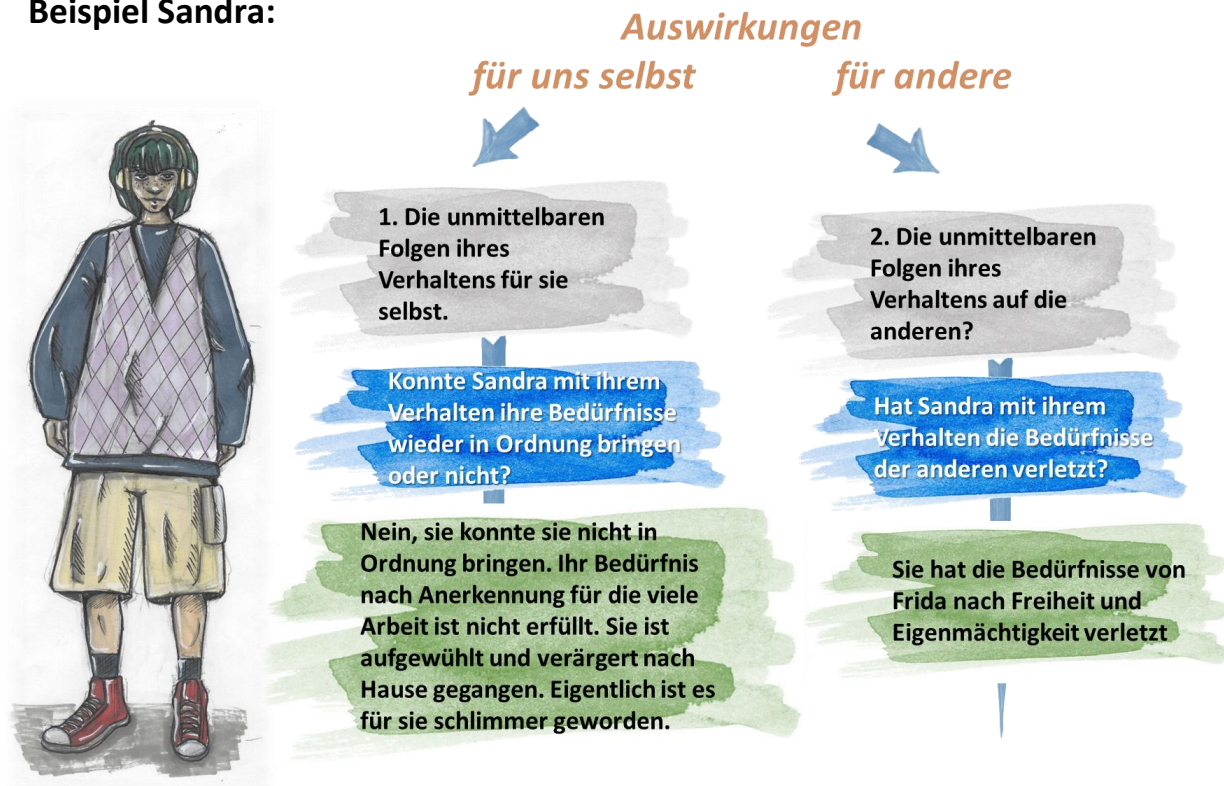 Beispiel Sandra:
Auswirkungen
für uns selbst
für andere
1. Die unmittelbaren
Folgen ihres
Verhaltens für sie
selbst.
Konnte Sandra mit ihrem
Verhalten ihre Bedürfnisse
wieder in Ordnung bringen
oder nicht?
Nein, sie konnte sie nicht in
Ordnung bringen. Ihr Bedürfnis
nach Anerkennung für die viele
Arbeit ist nicht erfüllt. Sie ist
aufgewühlt und verärgert nach
Hause gegangen. Eigentlich ist es
für sie schlimmer geworden.
2. Die unmittelbaren
Folgen ihres
Verhaltens auf die
anderen?
Hat Sandra mit ihrem
Verhalten die Bedürfnisse
der anderen verletzt?
Sie hat die Bedürfnisse von
Frida nach Freiheit und
Eigenmächtigkeit verletzt